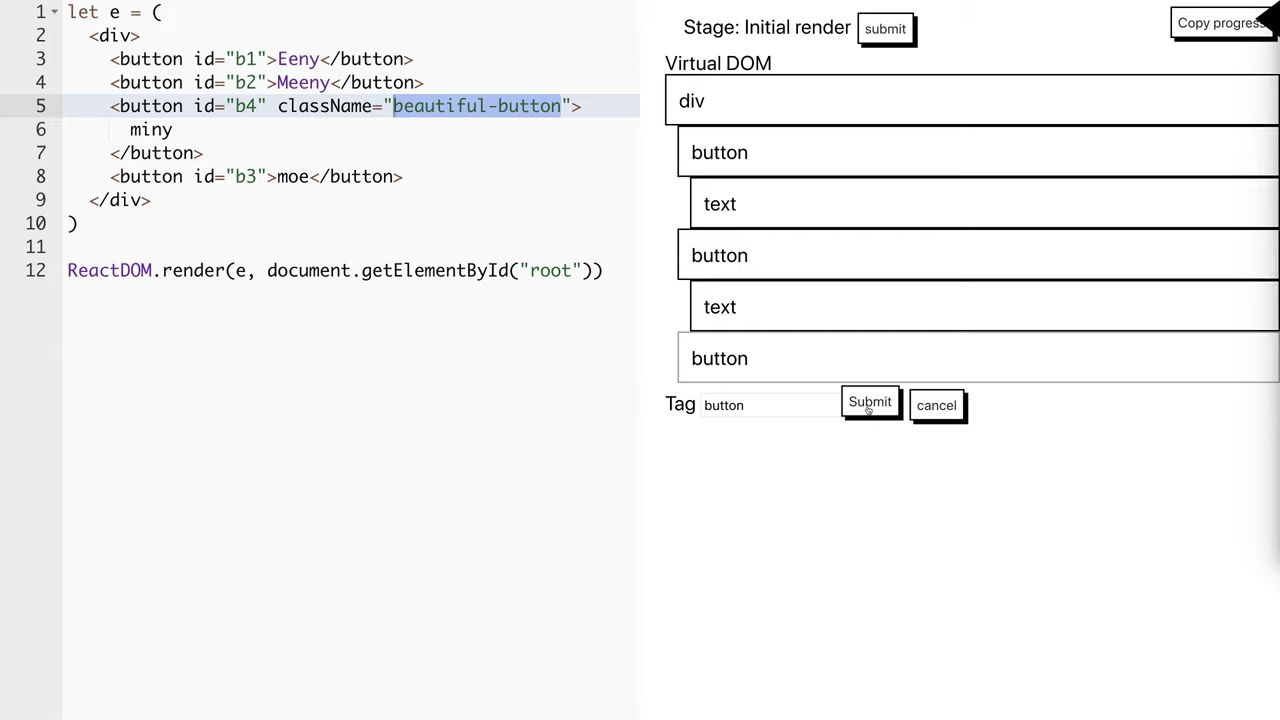 1 let e = (
2 <div>
3 <button id="b1">Eeny</button>
4 <button id="b2">Meeny</button>
5 <button id="b4" className="beautiful-button">
6 miny
7 </button>
8 <button id="b3">moe</button>
9 </div>
10 )
11
12 ReactDOM.render(e, document.getElementById("root"))
Stage: Initial render submit
Copy progress
Virtual DOM
div
button
text
button
text
button
Tag button Submit cancel